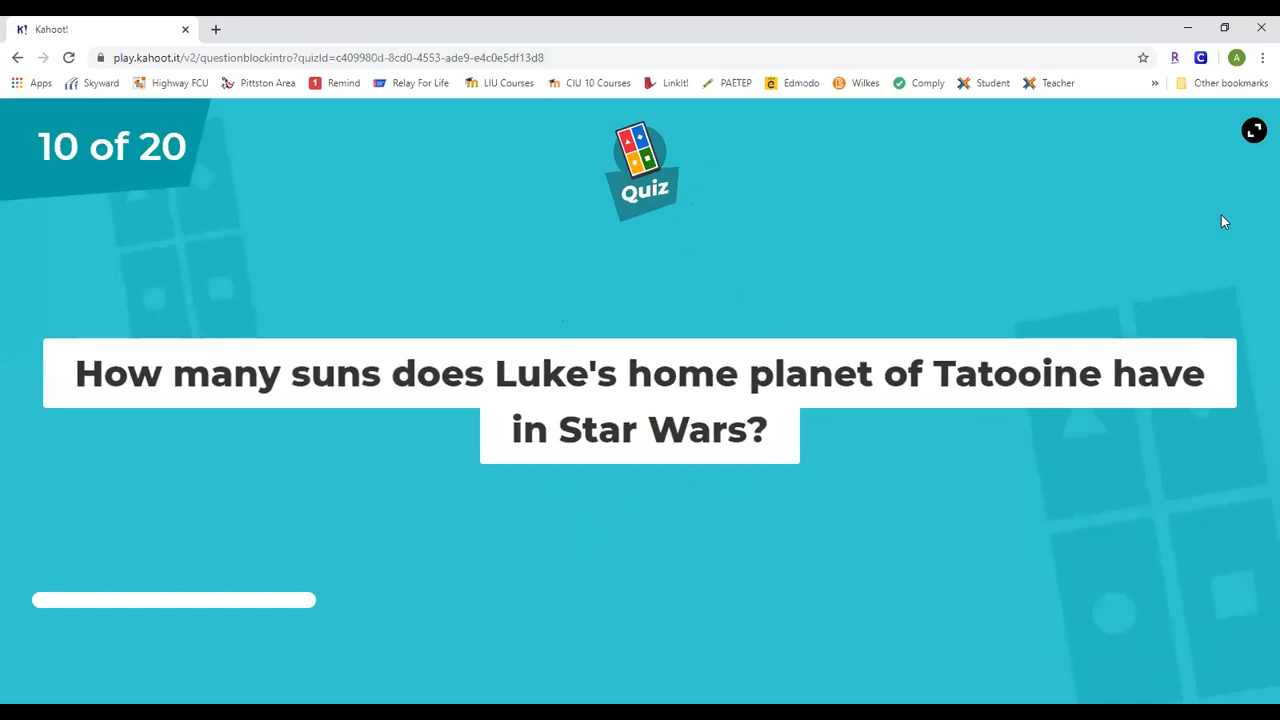 Kahoot!
play.kahoot.it/v2/questionblockintro?quizId=c409980d-8cd0-4553-ade9-e4c0e5df13d8
Apps Skyward Highway FCU Pittston Area Remind Relay For Life LIU Courses CIU 10 Courses LinkIt! PAETEP Edmodo Wilkes Comply Student Teacher » Other bookmarks
10 of 20
Quiz
How many suns does Luke's home planet of Tatooine have
in Star Wars?